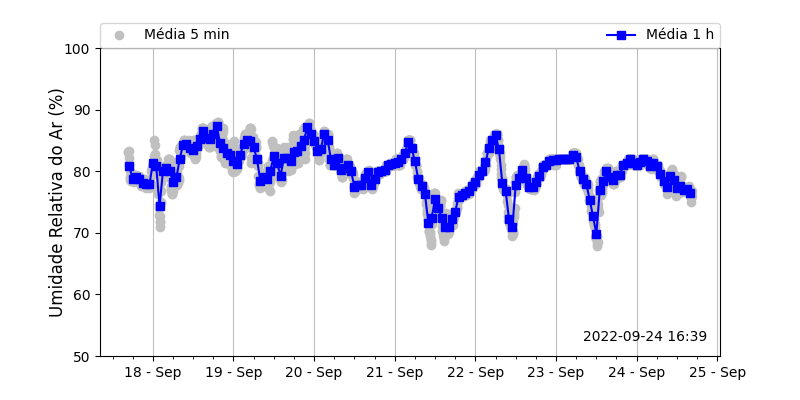 Média 5 min
Média 1 h
Umidade Relativa do Ar (%)
100
90
80
70
60
50
2022-09-24 16:39
18 - Sep
19 - Sep
20 - Sep
21 - Sep
22 - Sep
23 - Sep
24 - Sep
25 - Sep